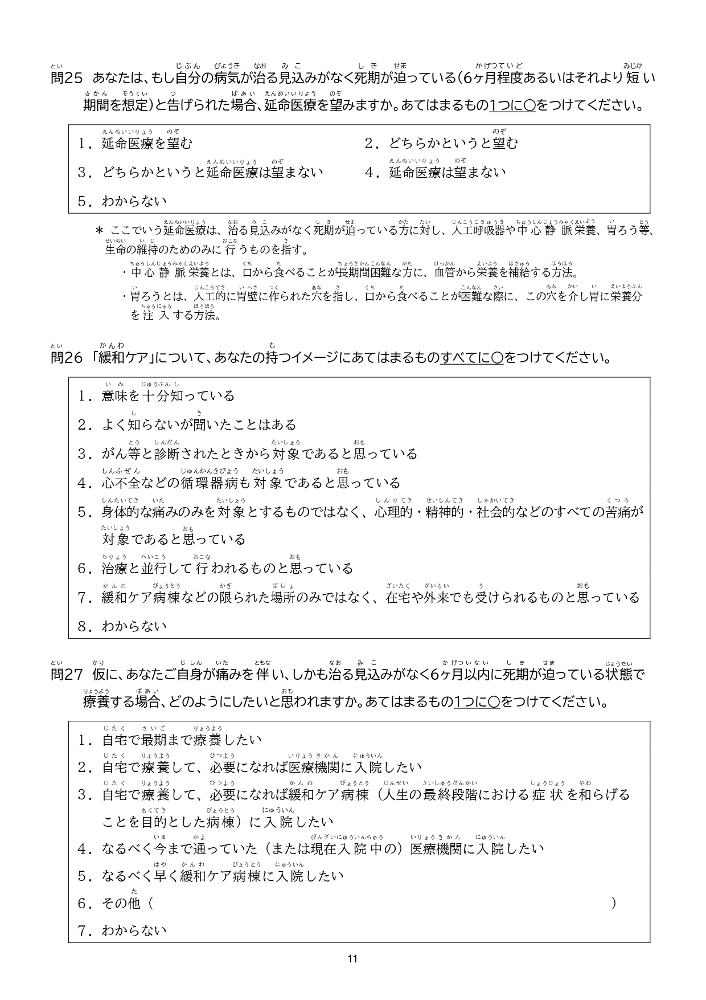 問25 あなたは、もし自分の病気が治る見込みがなく死期が迫っている(6ヶ月程度あるいはそれより短い
期間を想定)と告げられた場合、延命医療を望みますか。あてはまるもの1つに○をつけてください。
1．延命医療を望む 2．どちらかというと望む
3．どちらかというと延命医療は望まない 4．延命医療は望まない
5．わからない
＊ ここでいう延命医療は、治る見込みがなく死期が迫っている方に対し、人工呼吸器や中心静脈栄養、胃ろう等、
生命の維持のためのみに行うものを指す。
・中心静脈栄養とは、口から食べることが長期間困難な方に、血管から栄養を補給する方法。
・胃ろうとは、人工的に胃壁に作られた穴を指し、口から食べることが困難な際に、この穴を介し胃に栄養分
を注入する方法。
問26 「緩和ケア」について、あなたの持つイメージにあてはまるものすべてに○をつけてください。
1．意味を十分知っている
2．よく知らないが聞いたことはある
3．がん等と診断されたときから対象であると思っている
4．心不全などの循環器病も対象であると思っている
5．身体的な痛みのみを対象とするものではなく、心理的・精神的・社会的などのすべての苦痛が
対象であると思っている
6．治療と並行して行われるものと思っている
7．緩和ケア病棟などの限られた場所のみではなく、在宅や外来でも受けられるものと思っている
8．わからない
問27 仮に、あなたご自身が痛みを伴い、しかも治る見込みがなく6ヶ月以内に死期が迫っている状態で
療養する場合、どのようにしたいと思われますか。あてはまるもの1つに○をつけてください。
1．自宅で最期まで療養したい
2．自宅で療養して、必要になれば医療機関に入院したい
3．自宅で療養して、必要になれば緩和ケア病棟（人生の最終段階における症状を和らげる
ことを目的とした病棟）に入院したい
4．なるべく今まで通っていた（または現在入院中の）医療機関に入院したい
5．なるべく早く緩和ケア病棟に入院したい
6．その他（ ）
7．わからない
11